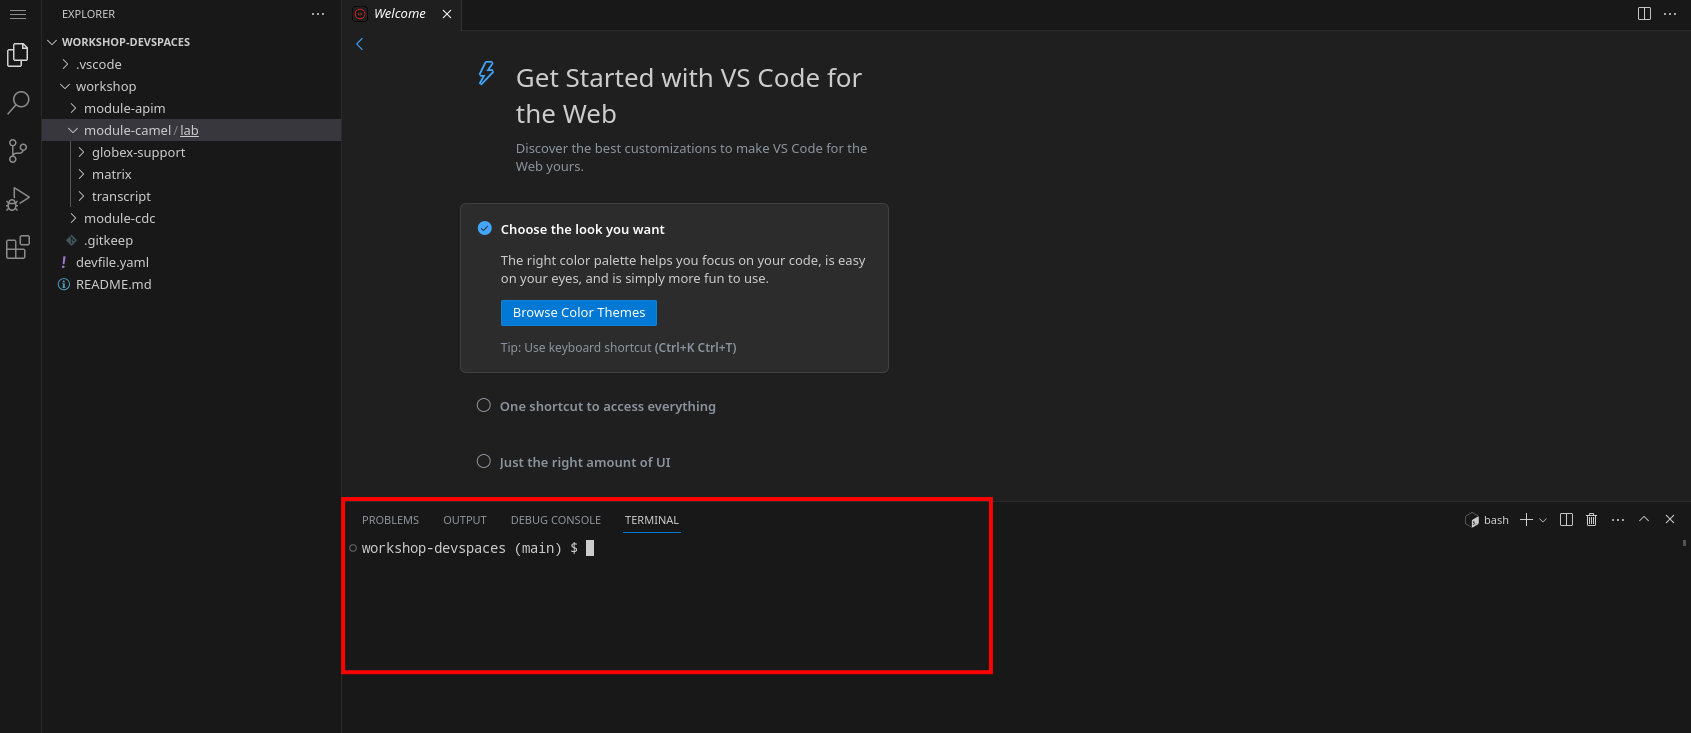 EXPLORER
WORKSHOP-DEVSPACES
.vscode
workshop
module-apim
module-camel / lab
globex-support
matrix
transcript
module-cdc
.gitkeep
devfile.yaml
README.md
Welcome
Get Started with VS Code for
the Web
Discover the best customizations to make VS Code for the
Web yours.
Choose the look you want
The right color palette helps you focus on your code, is easy
on your eyes, and is simply more fun to use.
Browse Color Themes
Tip: Use keyboard shortcut (Ctrl+K Ctrl+T)
One shortcut to access everything
Just the right amount of UI
PROBLEMS OUTPUT DEBUG CONSOLE TERMINAL
bash
workshop-devspaces (main) $